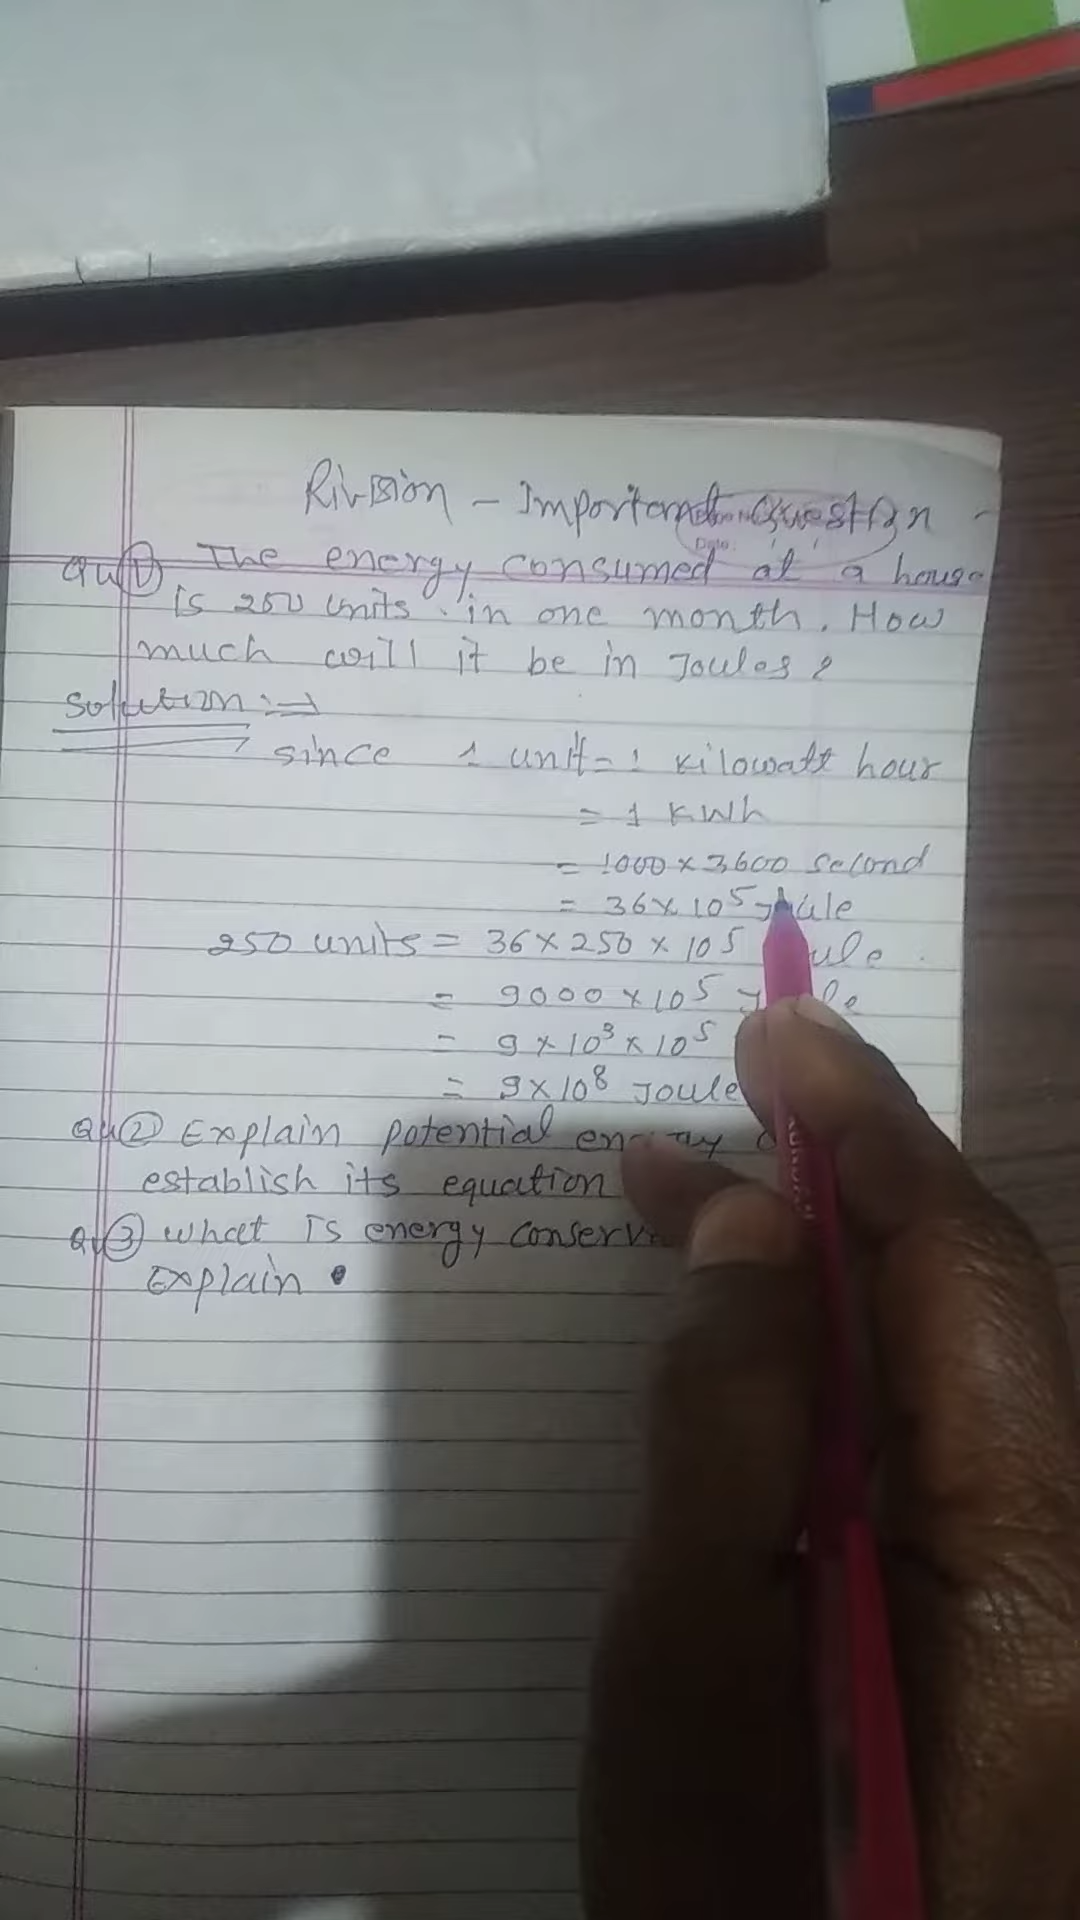 Rivision - Important Question
Qu① The energy consumed at a house
is 250 units in one month. How
much will it be in Joules ?
Solution :⇒
since 1 unit = 1 Kilowatt hour
= 1 KWh
= 1000 × 3600 second
= 36 × 10⁵ Joule
250 units = 36 × 250 × 10⁵
= 9000 × 10⁵
= 9 × 10³ × 10⁵
= 9 × 10⁸ Joule
Qu② Explain potential energy
establish its equation
Qu③ What is energy
Explain .